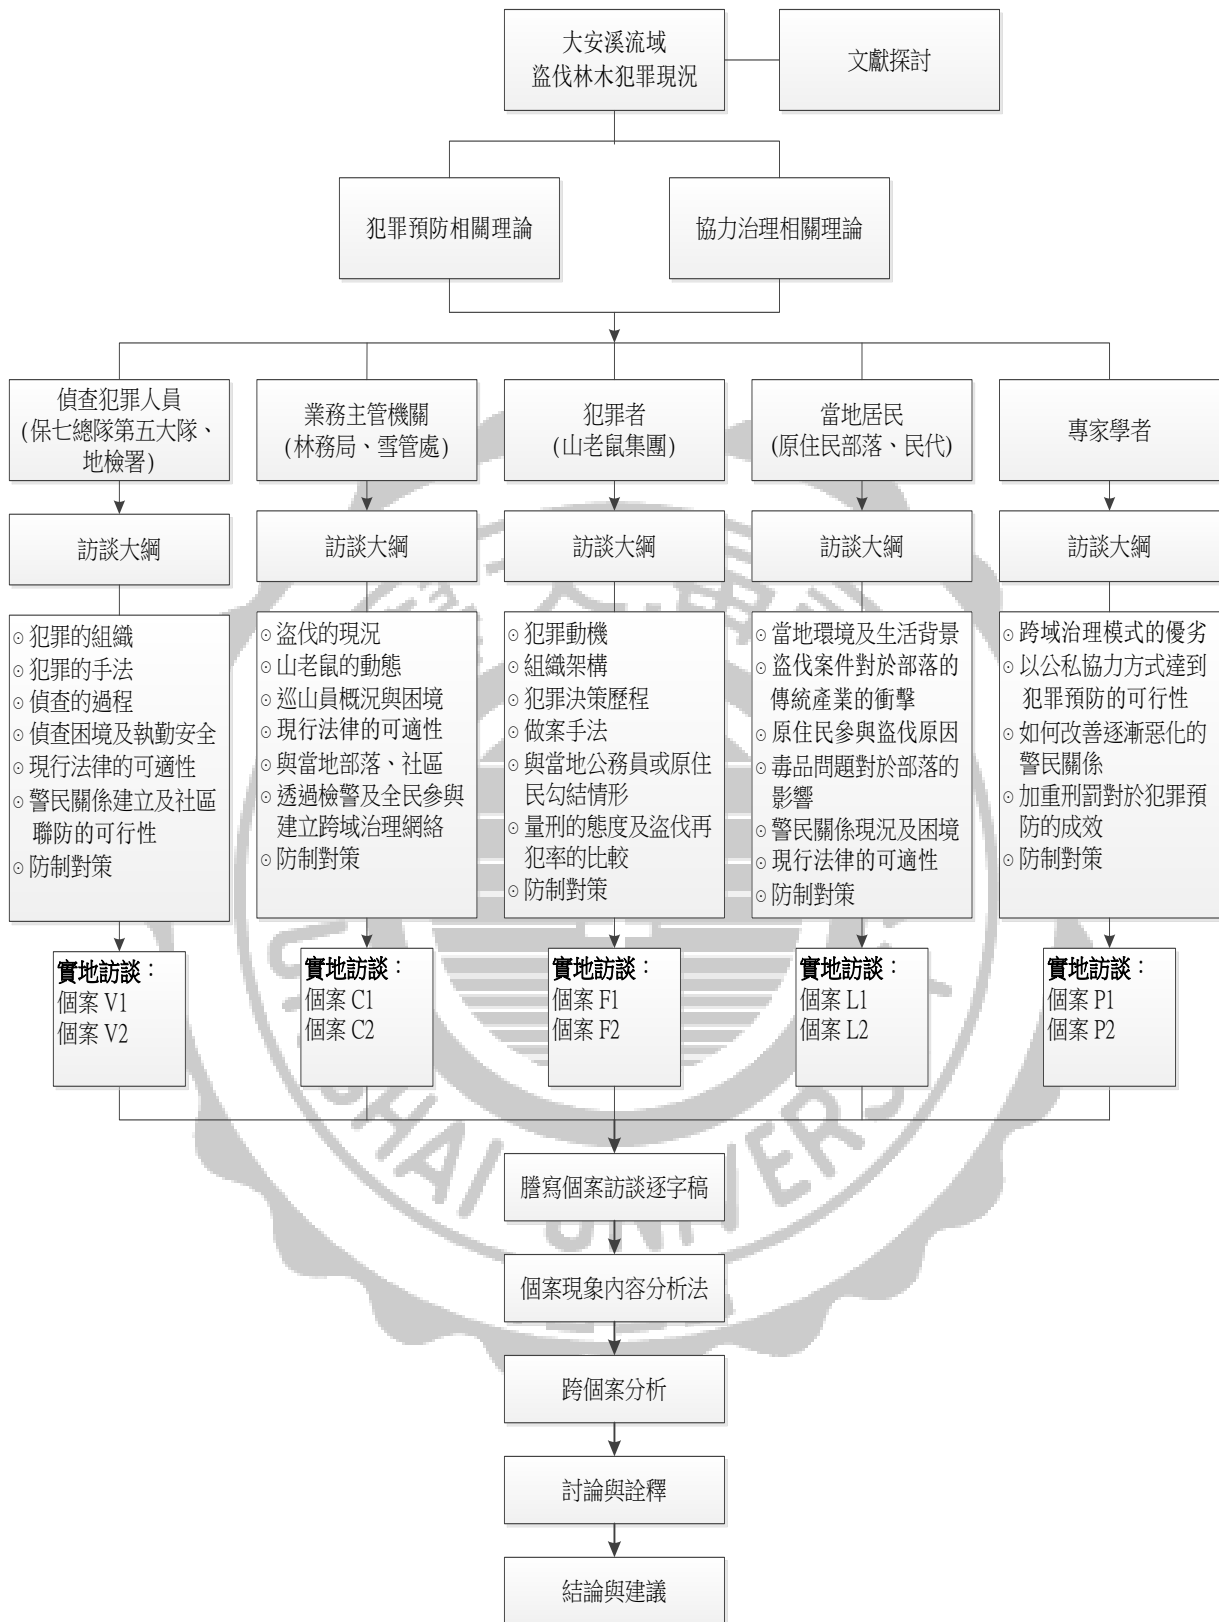 大安溪流域
盜伐林木犯罪現況
文獻探討
犯罪預防相關理論
協力治理相關理論
偵查犯罪人員
(保七總隊第五大隊、
地檢署)
業務主管機關
(林務局、雪管處)
犯罪者
(山老鼠集團)
當地居民
(原住民部落、民代)
專家學者
訪談大綱
訪談大綱
訪談大綱
訪談大綱
訪談大綱
⊙ 犯罪的組織
⊙ 犯罪的手法
⊙ 偵查的過程
⊙ 偵查困境及執勤安全
⊙ 現行法律的可適性
⊙ 警民關係建立及社區
聯防的可行性
⊙ 防制對策
⊙ 盜伐的現況
⊙ 山老鼠的動態
⊙ 巡山員概況與困境
⊙ 現行法律的可適性
⊙ 與當地部落、社區
⊙ 透過檢警及全民參與
建立跨域治理網絡
⊙ 防制對策
⊙ 犯罪動機
⊙ 組織架構
⊙ 犯罪決策歷程
⊙ 做案手法
⊙ 與當地公務員或原住
民勾結情形
⊙ 量刑的態度及盜伐再
犯率的比較
⊙ 防制對策
⊙ 當地環境及生活背景
⊙ 盜伐案件對於部落的
傳統產業的衝擊
⊙ 原住民參與盜伐原因
⊙ 毒品問題對於部落的
影響
⊙ 警民關係現況及困境
⊙ 現行法律的可適性
⊙ 防制對策
⊙ 跨域治理模式的優劣
⊙ 以公私協力方式達到
犯罪預防的可行性
⊙ 如何改善逐漸惡化的
警民關係
⊙ 加重刑罰對於犯罪預
防的成效
⊙ 防制對策
實地訪談：
個案 V1
個案 V2
實地訪談：
個案 C1
個案 C2
實地訪談：
個案 F1
個案 F2
實地訪談：
個案 L1
個案 L2
實地訪談：
個案 P1
個案 P2
謄寫個案訪談逐字稿
個案現象內容分析法
跨個案分析
討論與詮釋
結論與建議